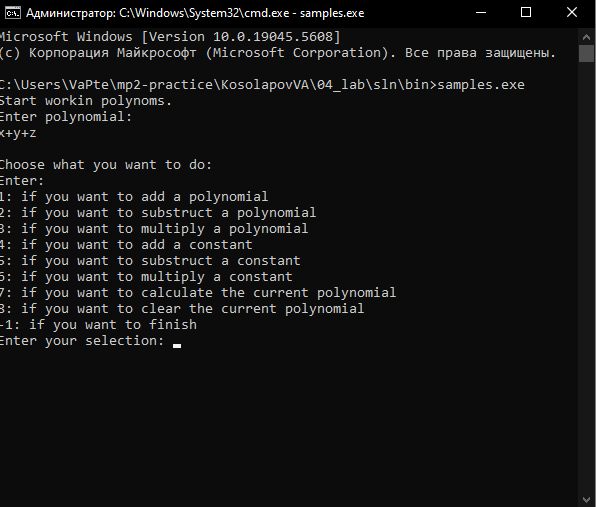 Администратор: C:\Windows\System32\cmd.exe - samples.exe
Microsoft Windows [Version 10.0.19045.5608]
(c) Корпорация Майкрософт (Microsoft Corporation). Все права защищены.
C:\Users\VaPte\mp2-practice\KosolapovVA\04_lab\sln\bin>samples.exe
Start workin polynoms.
Enter polynomial:
x+y+z
Choose what you want to do:
Enter:
1: if you want to add a polynomial
2: if you want to substruct a polynomial
3: if you want to multiply a polynomial
4: if you want to add a constant
5: if you want to substruct a constant
6: if you want to multiply a constant
7: if you want to calculate the current polynomial
8: if you want to clear the current polynomial
-1: if you want to finish
Enter your selection: